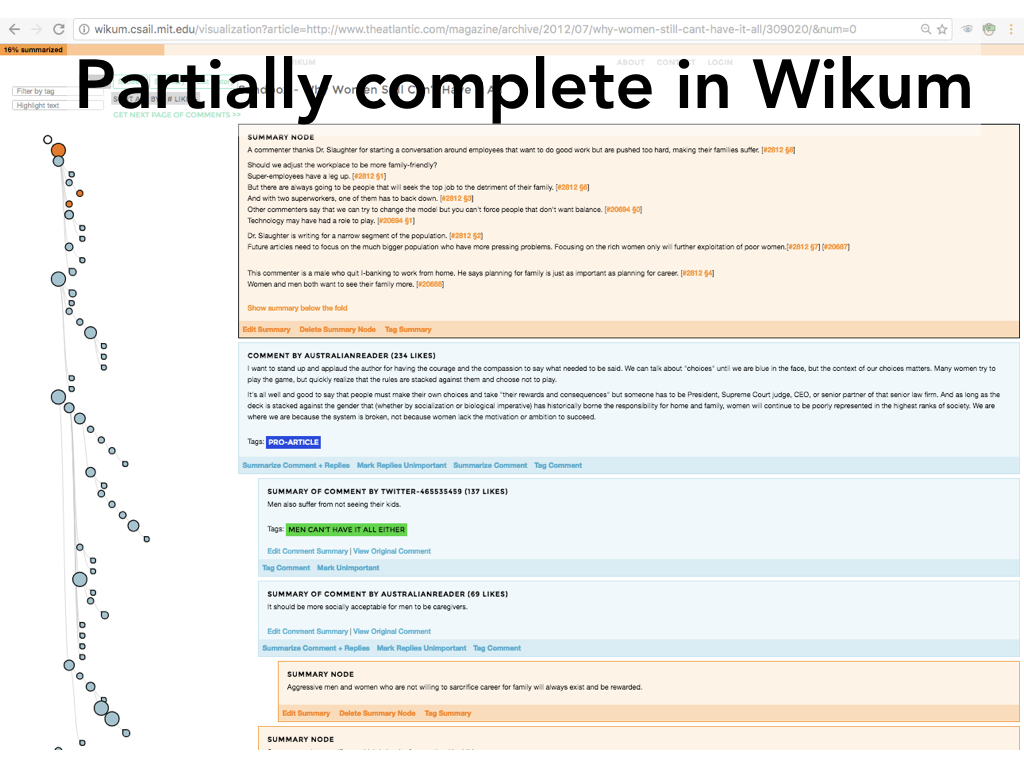 wikum.csail.mit.edu/visualization?article=http://www.theatlantic.com/magazine/archive/2012/07/why-women-still-cant-have-it-all/309020/&num=0
16% summarized
Partially complete in Wikum
ABOUT
LOGIN
Filter by tag
Highlight text
GET NEXT PAGE OF COMMENTS >>
SUMMARY NODE
A commenter thanks Dr. Slaughter for starting a conversation around employees that want to do good work but are pushed too hard, making their families suffer. [#2812 §8]
Should we adjust the workplace to be more family-friendly?
Super-employees have a leg up. [#2812 §1]
But there are always going to be people that will seek the top job to the detriment of their family. [#2812 §6]
And with two superworkers, one of them has to back down. [#2812 §3]
Other commenters say that we can try to change the model but you can't force people that don't want balance. [#20694 §0]
Technology may have had a role to play. [#20694 §1]
Dr. Slaughter is writing for a narrow segment of the population. [#2812 §2]
Future articles need to focus on the much bigger population who have more pressing problems. Focusing on the rich women only will further exploitation of poor women.[#2812 §7] [#20687]
This commenter is a male who quit I-banking to work from home. He says planning for family is just as important as planning for career. [#2812 §4]
Women and men both want to see their family more. [#20688]
Show summary below the fold
Edit Summary Delete Summary Node Tag Summary
COMMENT BY AUSTRALIANREADER (234 LIKES)
I want to stand up and applaud the author for having the courage and the compassion to say what needed to be said. We can talk about "choices" until we are blue in the face, but the context of our choices matters. Many women try to
play the game, but quickly realize that the rules are stacked against them and choose not to play.
It's all well and good to say that people must make their own choices and take "their rewards and consequences" but someone has to be President, Supreme Court judge, CEO, or senior partner of that senior law firm. And as long as the
deck is stacked against the gender that (whether by socialization or biological imperative) has historically borne the responsibility for home and family, women will continue to be poorly represented in the highest ranks of society. We are
where we are because the system is broken, not because women lack the motivation or ambition to succeed.
Tags: PRO-ARTICLE
Summarize Comment + Replies Mark Replies Unimportant Summarize Comment Tag Comment
SUMMARY OF COMMENT BY TWITTER-465535459 (137 LIKES)
Men also suffer from not seeing their kids.
Tags: MEN CAN'T HAVE IT ALL EITHER
Edit Comment Summary | View Original Comment
Tag Comment Mark Unimportant
SUMMARY OF COMMENT BY AUSTRALIANREADER (69 LIKES)
It should be more socially acceptable for men to be caregivers.
Edit Comment Summary | View Original Comment
Summarize Comment + Replies Mark Replies Unimportant Tag Comment
SUMMARY NODE
Aggressive men and women who are not wiling to sarcrifice career for family will always exist and be rewarded.
Edit Summary Delete Summary Node Tag Summary
SUMMARY NODE